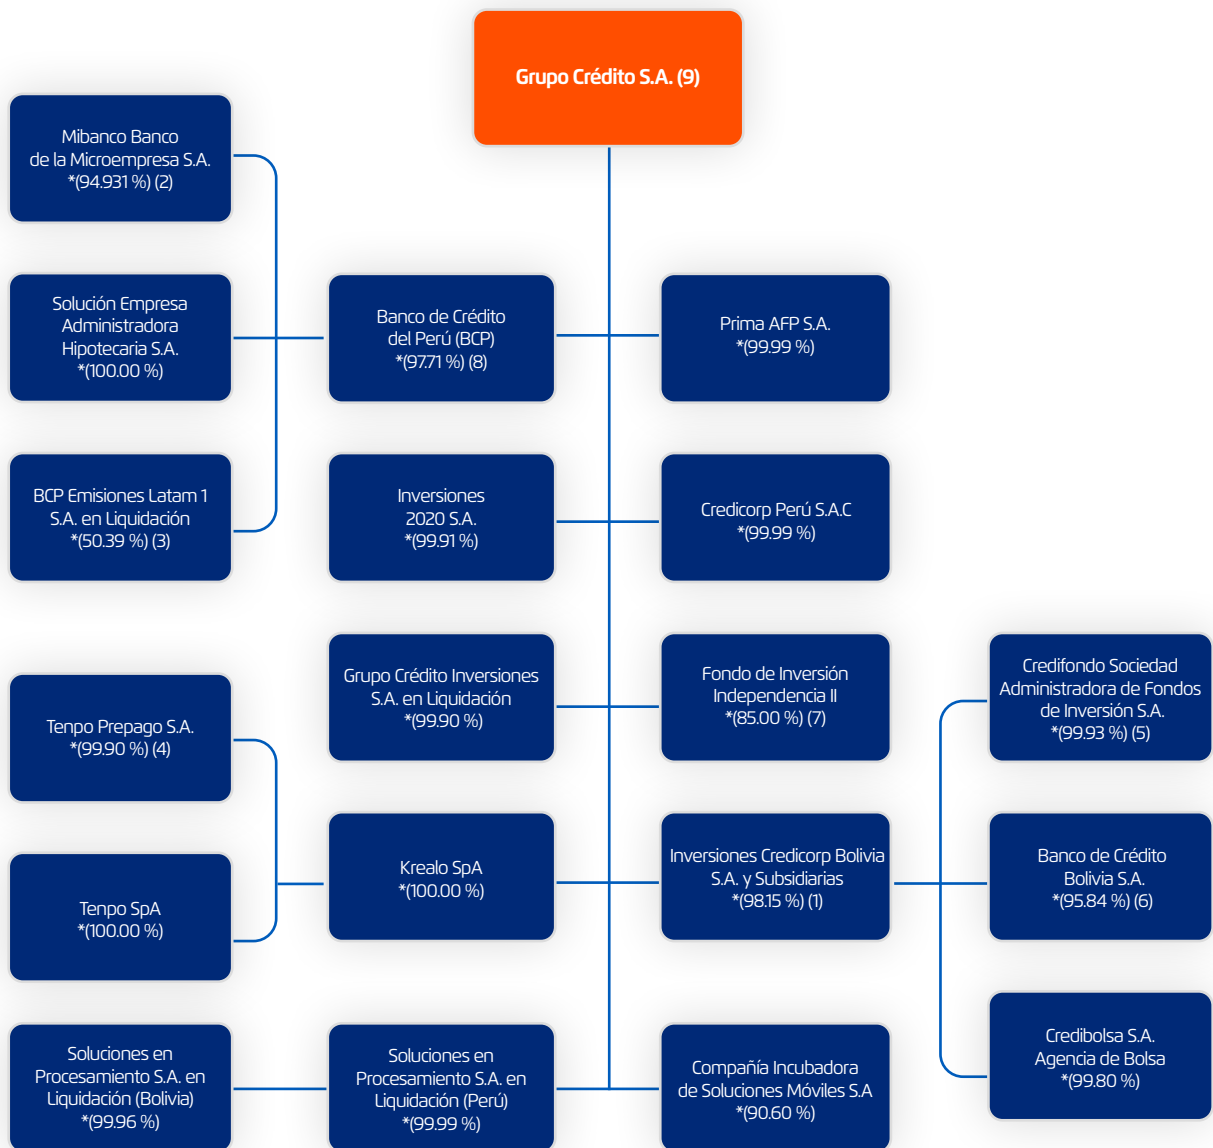 Grupo Crédito S.A. (9)
Mibanco Banco
de la Microempresa S.A.
*(94.931 %) (2)
Solución Empresa
Administradora
Hipotecaria S.A.
*(100.00 %)
Banco de Crédito
del Perú (BCP)
*(97.71 %) (8)
Prima AFP S.A.
*(99.99 %)
BCP Emisiones Latam 1
S.A. en Liquidación
*(50.39 %) (3)
Inversiones
2020 S.A.
*(99.91 %)
Credicorp Perú S.A.C
*(99.99 %)
Tenpo Prepago S.A.
*(99.90 %) (4)
Grupo Crédito Inversiones
S.A. en Liquidación
*(99.90 %)
Fondo de Inversión
Independencia II
*(85.00 %) (7)
Credifondo Sociedad
Administradora de Fondos
de Inversión S.A.
*(99.93 %) (5)
Tenpo SpA
*(100.00 %)
Krealo SpA
*(100.00 %)
Inversiones Credicorp Bolivia
S.A. y Subsidiarias
*(98.15 %) (1)
Banco de Crédito
Bolivia S.A.
*(95.84 %) (6)
Soluciones en
Procesamiento S.A. en
Liquidación (Bolivia)
*(99.96 %)
Soluciones en
Procesamiento S.A. en
Liquidación (Perú)
*(99.99 %)
Compañía Incubadora
de Soluciones Móviles S.A
*(90.60 %)
Credibolsa S.A.
Agencia de Bolsa
*(99.80 %)